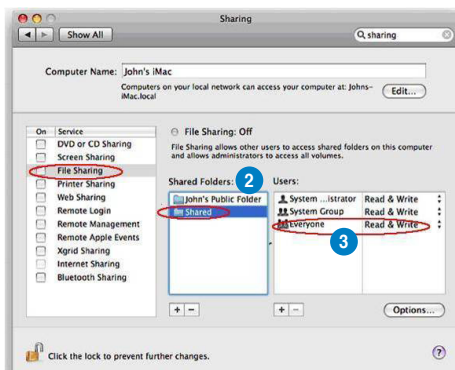 Sharing
Show All
sharing
Computer Name: John's iMac
Computers on your local network can access your computer at: Johns-
iMac.local
Edit...
On Service
DVD or CD Sharing
Screen Sharing
File Sharing
Printer Sharing
Web Sharing
Remote Login
Remote Management
Remote Apple Events
Xgrid Sharing
Internet Sharing
Bluetooth Sharing
File Sharing: Off
File Sharing allows other users to access shared folders on this computer
and allows administrators to access all volumes.
Shared Folders: 2
John's Public Folder
Shared
Users:
System ...istrator Read & Write
System Group Read & Write
Everyone Read & Write
3
+ −
+ −
Options...
Click the lock to prevent further changes.
?